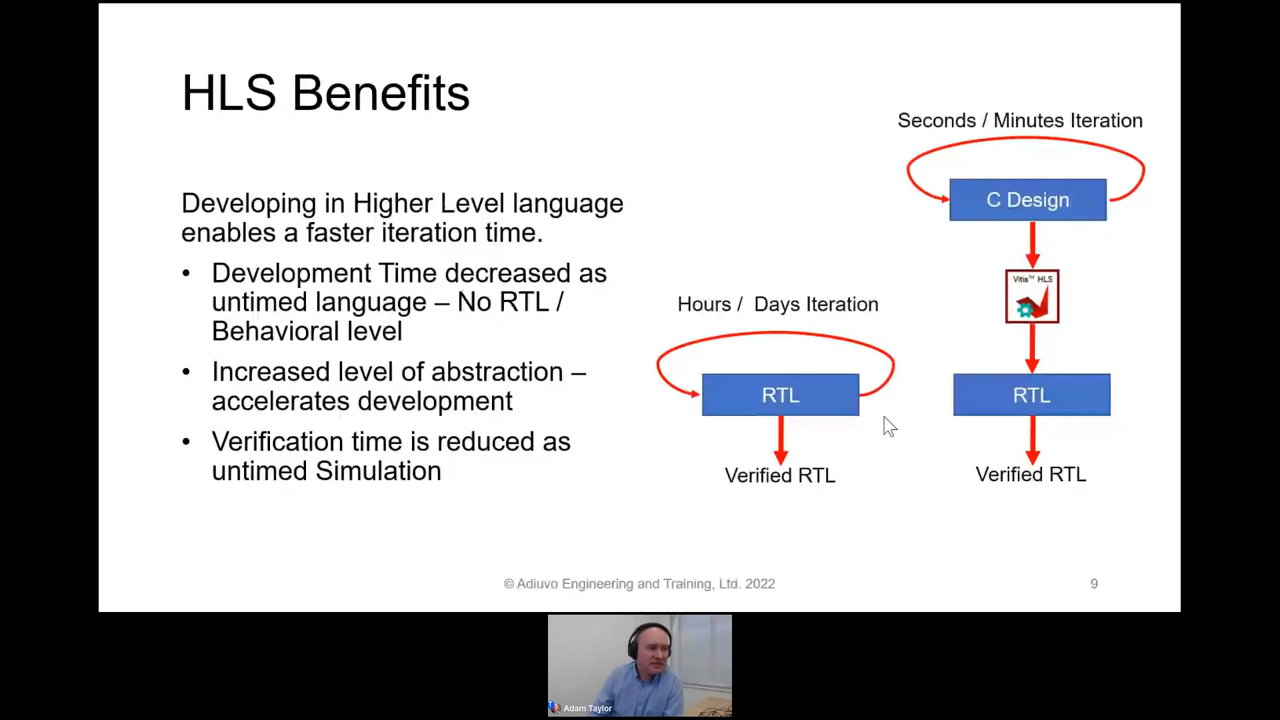 HLS Benefits
Developing in Higher Level language
enables a faster iteration time.
• Development Time decreased as
untimed language – No RTL /
Behavioral level
• Increased level of abstraction –
accelerates development
• Verification time is reduced as
untimed Simulation
Hours / Days Iteration
RTL
Verified RTL
Seconds / Minutes Iteration
C Design
Vitis™ HLS
RTL
Verified RTL
© Adiuvo Engineering and Training, Ltd. 2022
9
Adam Taylor